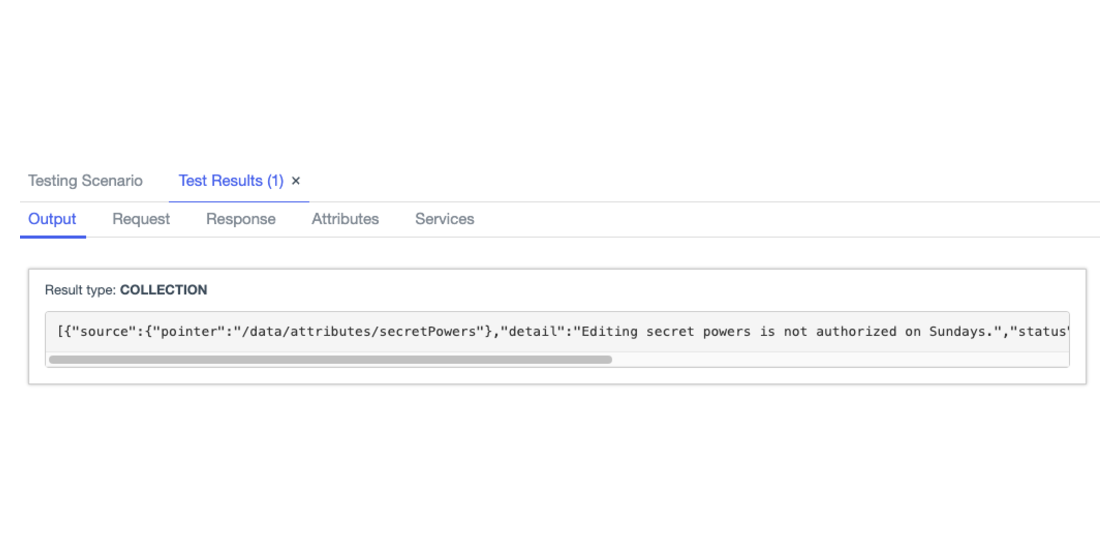 Testing Scenario Test Results (1) ×
Output Request Response Attributes Services
Result type: COLLECTION
[{"source":{"pointer":"/data/attributes/secretPowers"},"detail":"Editing secret powers is not authorized on Sundays.","status"